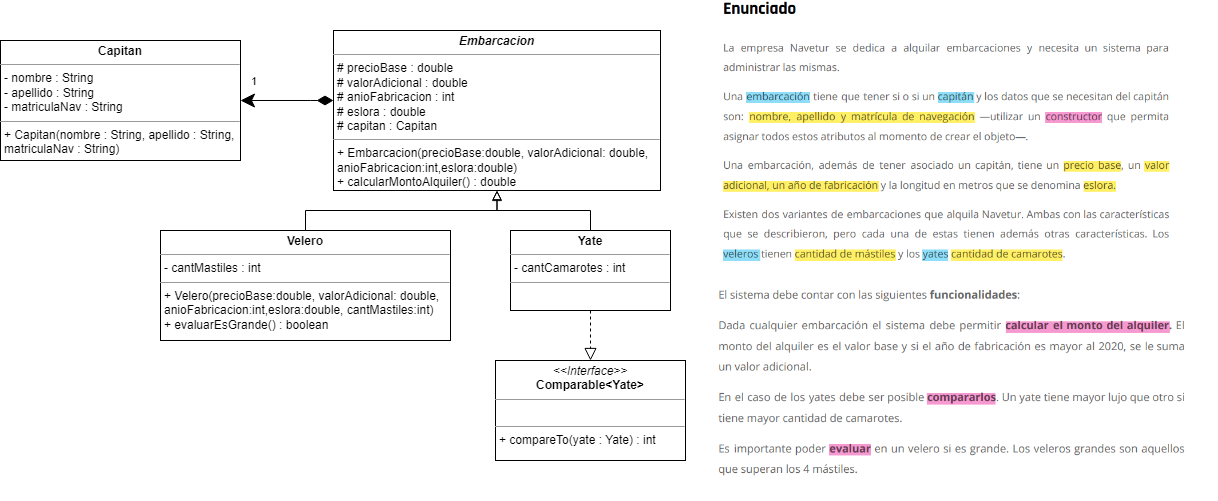 Capitan
- nombre : String
- apellido : String
- matriculaNav : String
+ Capitan(nombre : String, apellido : String,
matriculaNav : String)
1
Embarcacion
# precioBase : double
# valorAdicional : double
# anioFabricacion : int
# eslora : double
# capitan : Capitan
+ Embarcacion(precioBase:double, valorAdicional: double,
anioFabricacion:int,eslora:double)
+ calcularMontoAlquiler() : double
Velero
- cantMastiles : int
+ Velero(precioBase:double, valorAdicional: double,
anioFabricacion:int,eslora:double, cantMastiles:int)
+ evaluarEsGrande() : boolean
Yate
- cantCamarotes : int
<<Interface>>
Comparable<Yate>
+ compareTo(yate : Yate) : int
Enunciado
La empresa Navetur se dedica a alquilar embarcaciones y necesita un sistema para
administrar las mismas.
Una embarcación tiene que tener si o si un capitán y los datos que se necesitan del capitán
son: nombre, apellido y matrícula de navegación —utilizar un constructor que permita
asignar todos estos atributos al momento de crear el objeto—.
Una embarcación, además de tener asociado un capitán, tiene un precio base, un valor
adicional, un año de fabricación y la longitud en metros que se denomina eslora.
Existen dos variantes de embarcaciones que alquila Navetur. Ambas con las características
que se describieron, pero cada una de estas tienen además otras características. Los
veleros tienen cantidad de mástiles y los yates cantidad de camarotes.
El sistema debe contar con las siguientes funcionalidades:
Dada cualquier embarcación el sistema debe permitir calcular el monto del alquiler. El
monto del alquiler es el valor base y si el año de fabricación es mayor al 2020, se le suma
un valor adicional.
En el caso de los yates debe ser posible compararlos. Un yate tiene mayor lujo que otro si
tiene mayor cantidad de camarotes.
Es importante poder evaluar en un velero si es grande. Los veleros grandes son aquellos
que superan los 4 mástiles.